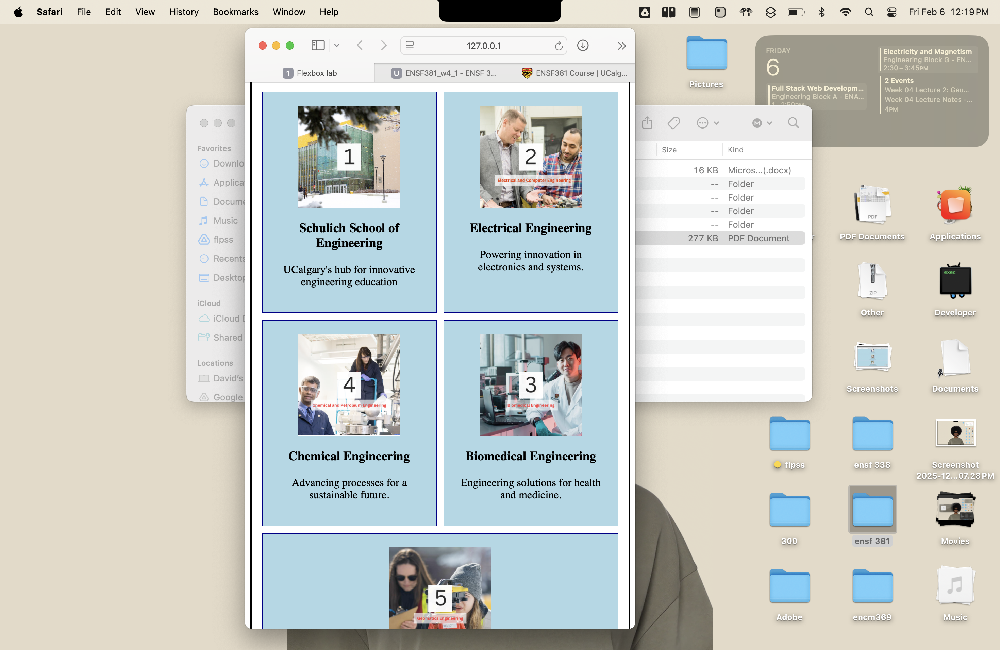 Safari File Edit View History Bookmarks Window Help
Fri Feb 6 12:19 PM
127.0.0.1
1 Flexbox lab
U ENSF381_w4_1 - ENSF 3...
ENSF381 Course | UCalg...
1
Schulich School of
Engineering
UCalgary's hub for innovative
engineering education
2
Electrical and Computer Engineering
Electrical Engineering
Powering innovation in
electronics and systems.
4
Chemical and Petroleum Engineering
Chemical Engineering
Advancing processes for a
sustainable future.
3
Biomedical Engineering
Biomedical Engineering
Engineering solutions for health
and medicine.
5
Geomatics Engineering
Favorites
Downlo
Applica
Docume
Music
flpss
Recents
Desktop
iCloud
iCloud D
Shared
Locations
David's
Google
M
Size Kind
16 KB Micros...(.docx)
-- Folder
-- Folder
-- Folder
-- Folder
277 KB PDF Document
FRIDAY
6
Full Stack Web Developm...
Engineering Block A - ENA...
1 – 1:50PM
Electricity and Magnetism
Engineering Block G - EN...
2:30 – 3:45PM
2 Events
Week 04 Lecture 2: Gau...
Week 04 Lecture Notes -...
4PM
Pictures
PDF
PDF Documents
Applications
ZIP
Other
exec
Developer
Screenshots
Documents
flpss
ensf 338
Screenshot
2025-12...07.28 PM
300
ensf 381
Movies
Adobe
encm369
Music